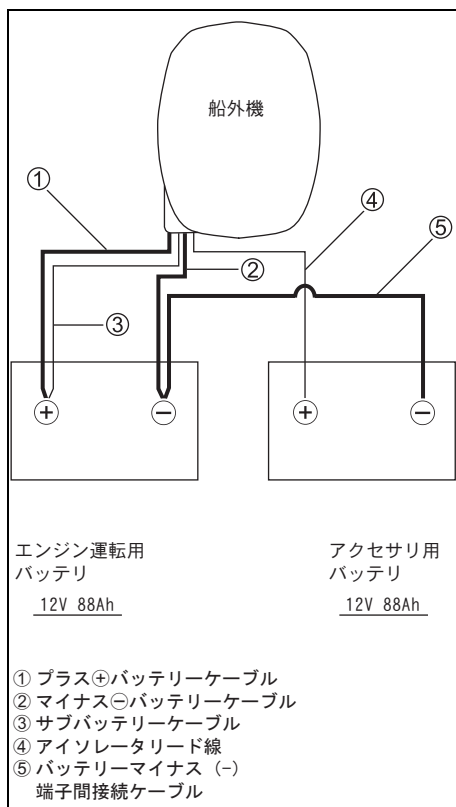 船外機
①
④
⑤
②
③
⊕
⊖
⊕
⊖
エンジン運転用
バッテリ
12V 88Ah
アクセサリ用
バッテリ
12V 88Ah
① プラス⊕バッテリーケーブル
② マイナス⊖バッテリーケーブル
③ サブバッテリーケーブル
④ アイソレータリード線
⑤ バッテリーマイナス (-)
端子間接続ケーブル